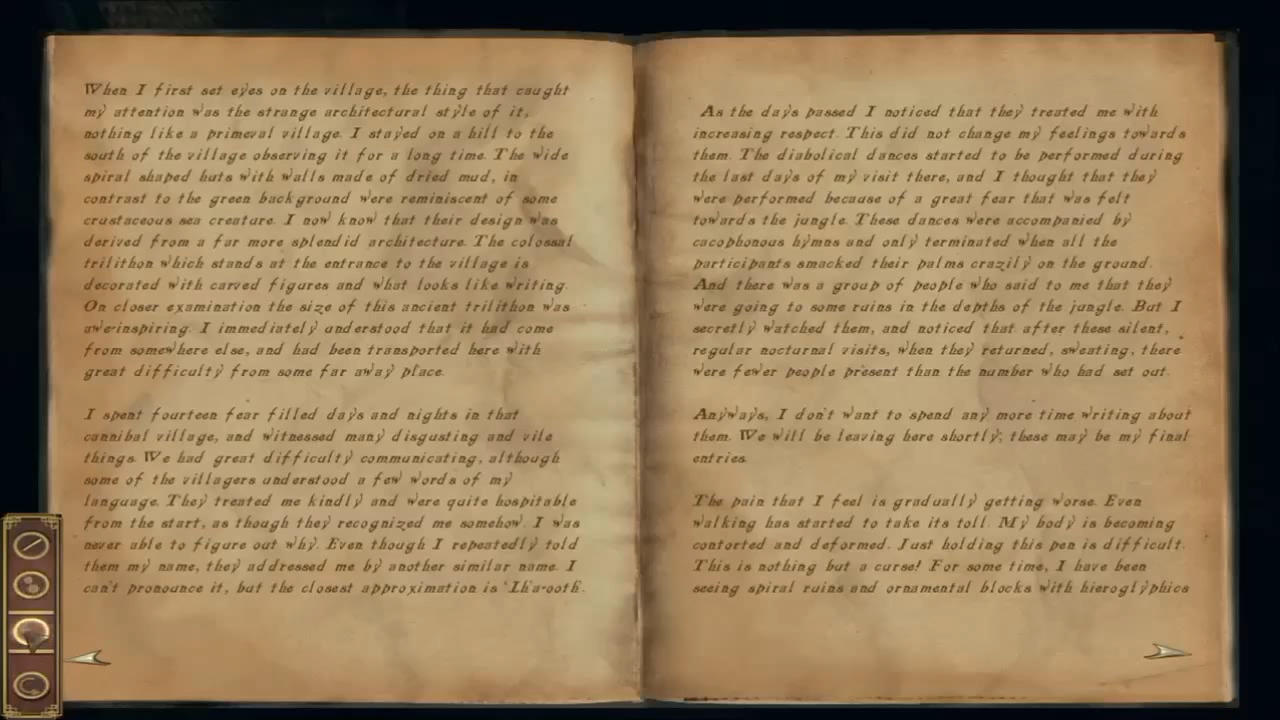 When I first set eyes on the village, the thing that caught
my attention was the strange architectural style of it,
nothing like a primeval village. I stayed on a hill to the
south of the village observing it for a long time. The wide
spiral shaped huts with walls made of dried mud, in
contrast to the green background were reminiscent of some
crustaceous sea creature. I now know that their design was
derived from a far more splendid architecture. The colossal
trilithon which stands at the entrance to the village is
decorated with carved figures and what looks like writing.
On closer examination the size of this ancient trilithon was
awe-inspiring. I immediately understood that it had come
from somewhere else, and had been transported here with
great difficulty from some far away place.
I spent fourteen fear filled days and nights in that
cannibal village, and witnessed many disgusting and vile
things. We had great difficulty communicating, although
some of the villagers understood a few words of my
language. They treated me kindly and were quite hospitable
from the start, as though they recognized me somehow. I was
never able to figure out why. Even though I repeatedly told
them my name, they addressed me by another similar name. I
can't pronounce it, but the closest approximation is
As the days passed I noticed that they treated me with
increasing respect. This did not change my feelings towards
them. The diabolical dances started to be performed during
the last days of my visit there, and I thought that they
were performed because of a great fear that was felt
towards the jungle. These dances were accompanied by
cacophonous hymns and only terminated when all the
participants smacked their palms crazily on the ground.
And there was a group of people who said to me that they
were going to some ruins in the depths of the jungle. But I
secretly watched them, and noticed that after these silent,
regular nocturnal visits, when they returned, sweating, there
were fewer people present than the number who had set out.
Anyways, I don't want to spend any more time writing about
them. We will be leaving here shortly; these may be my final
entries.
The pain that I feel is gradually getting worse. Even
walking has started to take its toll. My body is becoming
contorted and deformed. Just holding this pen is difficult.
This is nothing but a curse! For some time, I have been
seeing spiral ruins and ornamental blocks with hieroglyphics